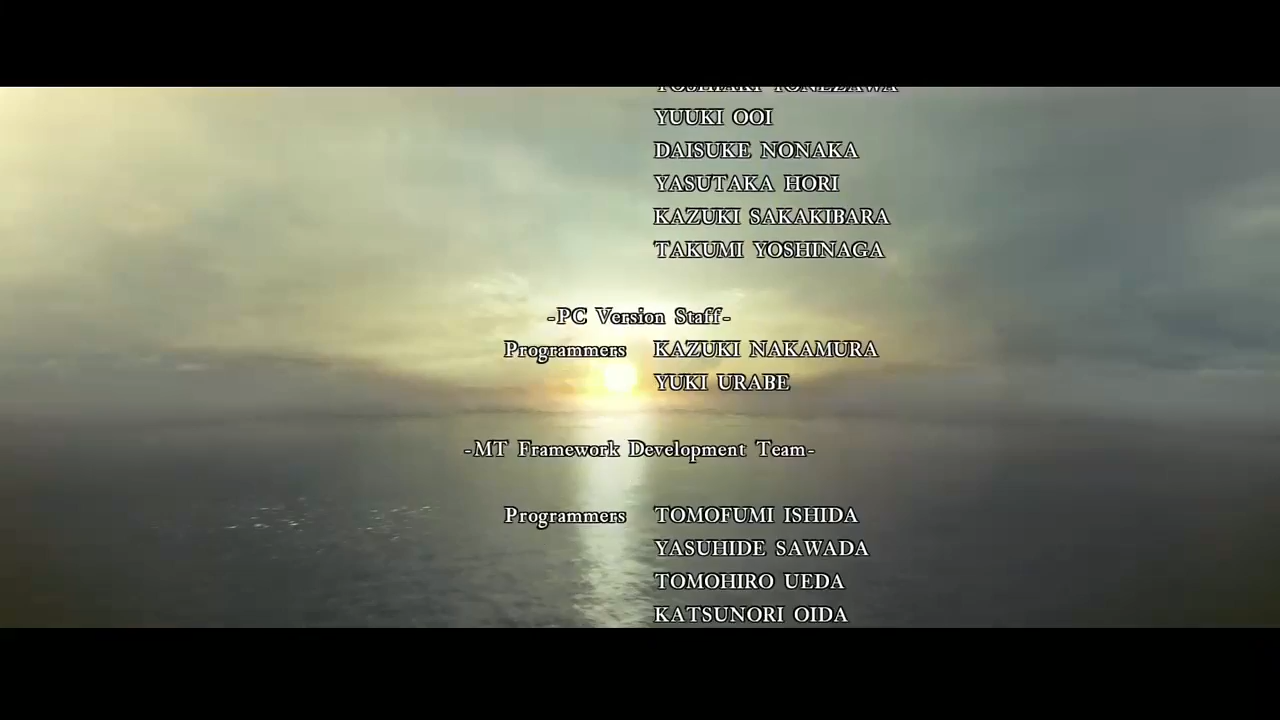 YUUKI OOI
DAISUKE NONAKA
YASUTAKA HORI
KAZUKI SAKAKIBARA
TAKUMI YOSHINAGA
-PC Version Staff-
Programmers KAZUKI NAKAMURA
YUKI URABE
-MT Framework Development Team-
Programmers TOMOFUMI ISHIDA
YASUHIDE SAWADA
TOMOHIRO UEDA
KATSUNORI OIDA